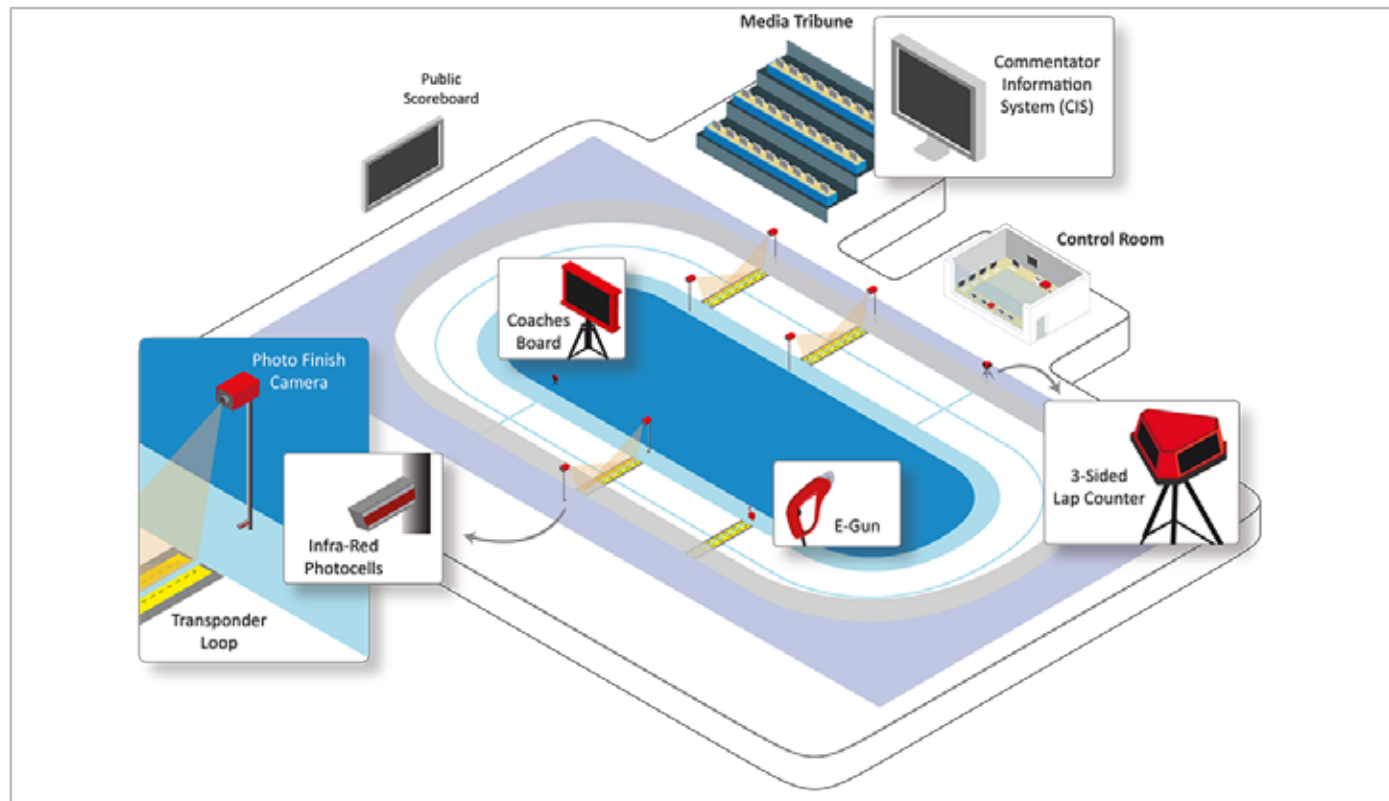 Media Tribune
Commentator
Information
System (CIS)
Public
Scoreboard
Control Room
Coaches
Board
Photo Finish
Camera
3-Sided
Lap Counter
E-Gun
Infra-Red
Photocells
Transponder
Loop